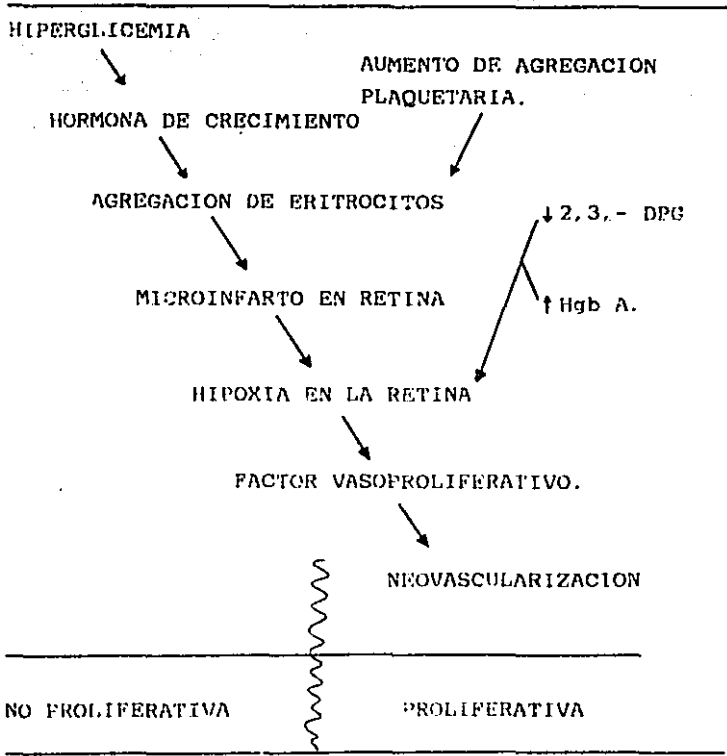 HIPERGLICEMIA
AUMENTO DE AGREGACION
PLAQUETARIA.
HORMONA DE CRECIMIENTO
AGREGACION DE ERITROCITOS
↓ 2,3,- DPG
MICROINFARTO EN RETINA
↑ Hgb A.
HIPOXIA EN LA RETINA
FACTOR VASOPROLIFERATIVO.
NEOVASCULARIZACION
NO PROLIFERATIVA
PROLIFERATIVA